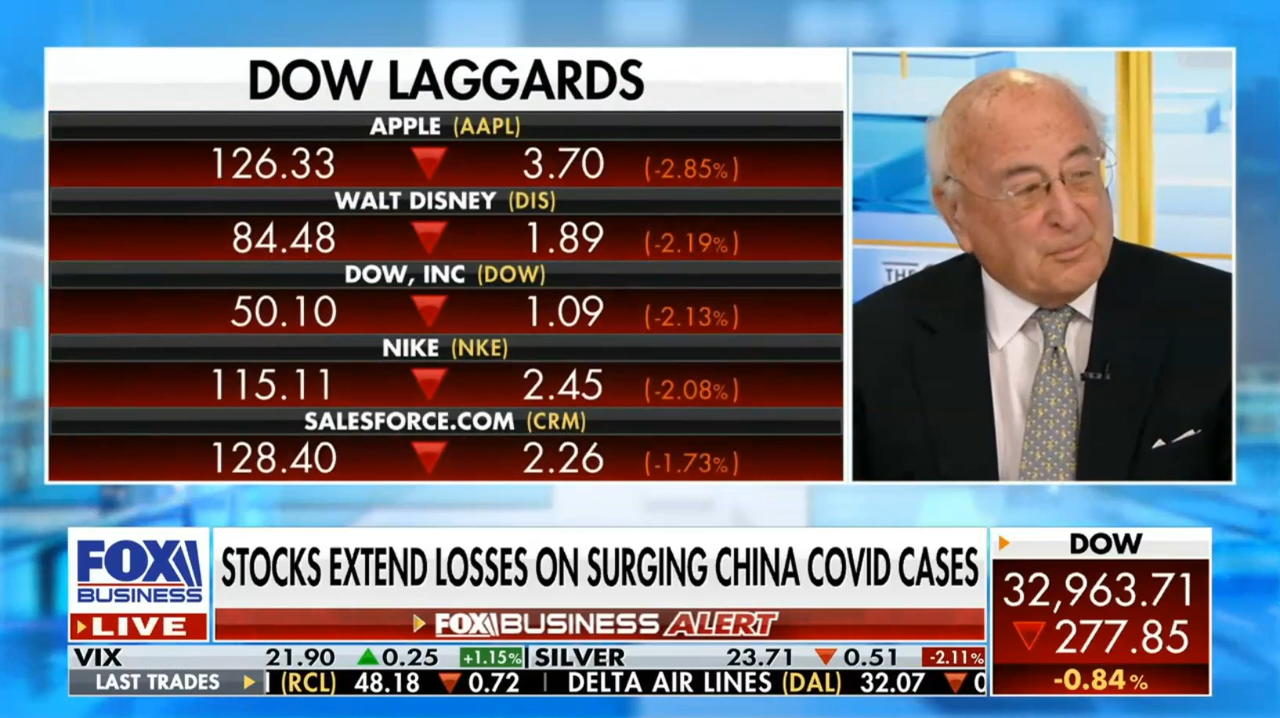 DOW LAGGARDS
APPLE (AAPL)
126.33 ▼ 3.70 (-2.85%)
WALT DISNEY (DIS)
84.48 ▼ 1.89 (-2.19%)
DOW, INC (DOW)
50.10 ▼ 1.09 (-2.13%)
NIKE (NKE)
115.11 ▼ 2.45 (-2.08%)
SALESFORCE.COM (CRM)
128.40 ▼ 2.26 (-1.73%)
THE
FOX
BUSINESS
LIVE
STOCKS EXTEND LOSSES ON SURGING CHINA COVID CASES
FOX BUSINESS ALERT
DOW
32,963.71
▼ 277.85
-0.84%
VIX 21.90 ▲ 0.25 +1.15% SILVER 23.71 ▼ 0.51 -2.11%
LAST TRADES (RCL) 48.18 ▼ 0.72 DELTA AIR LINES (DAL) 32.07 ▼ 0